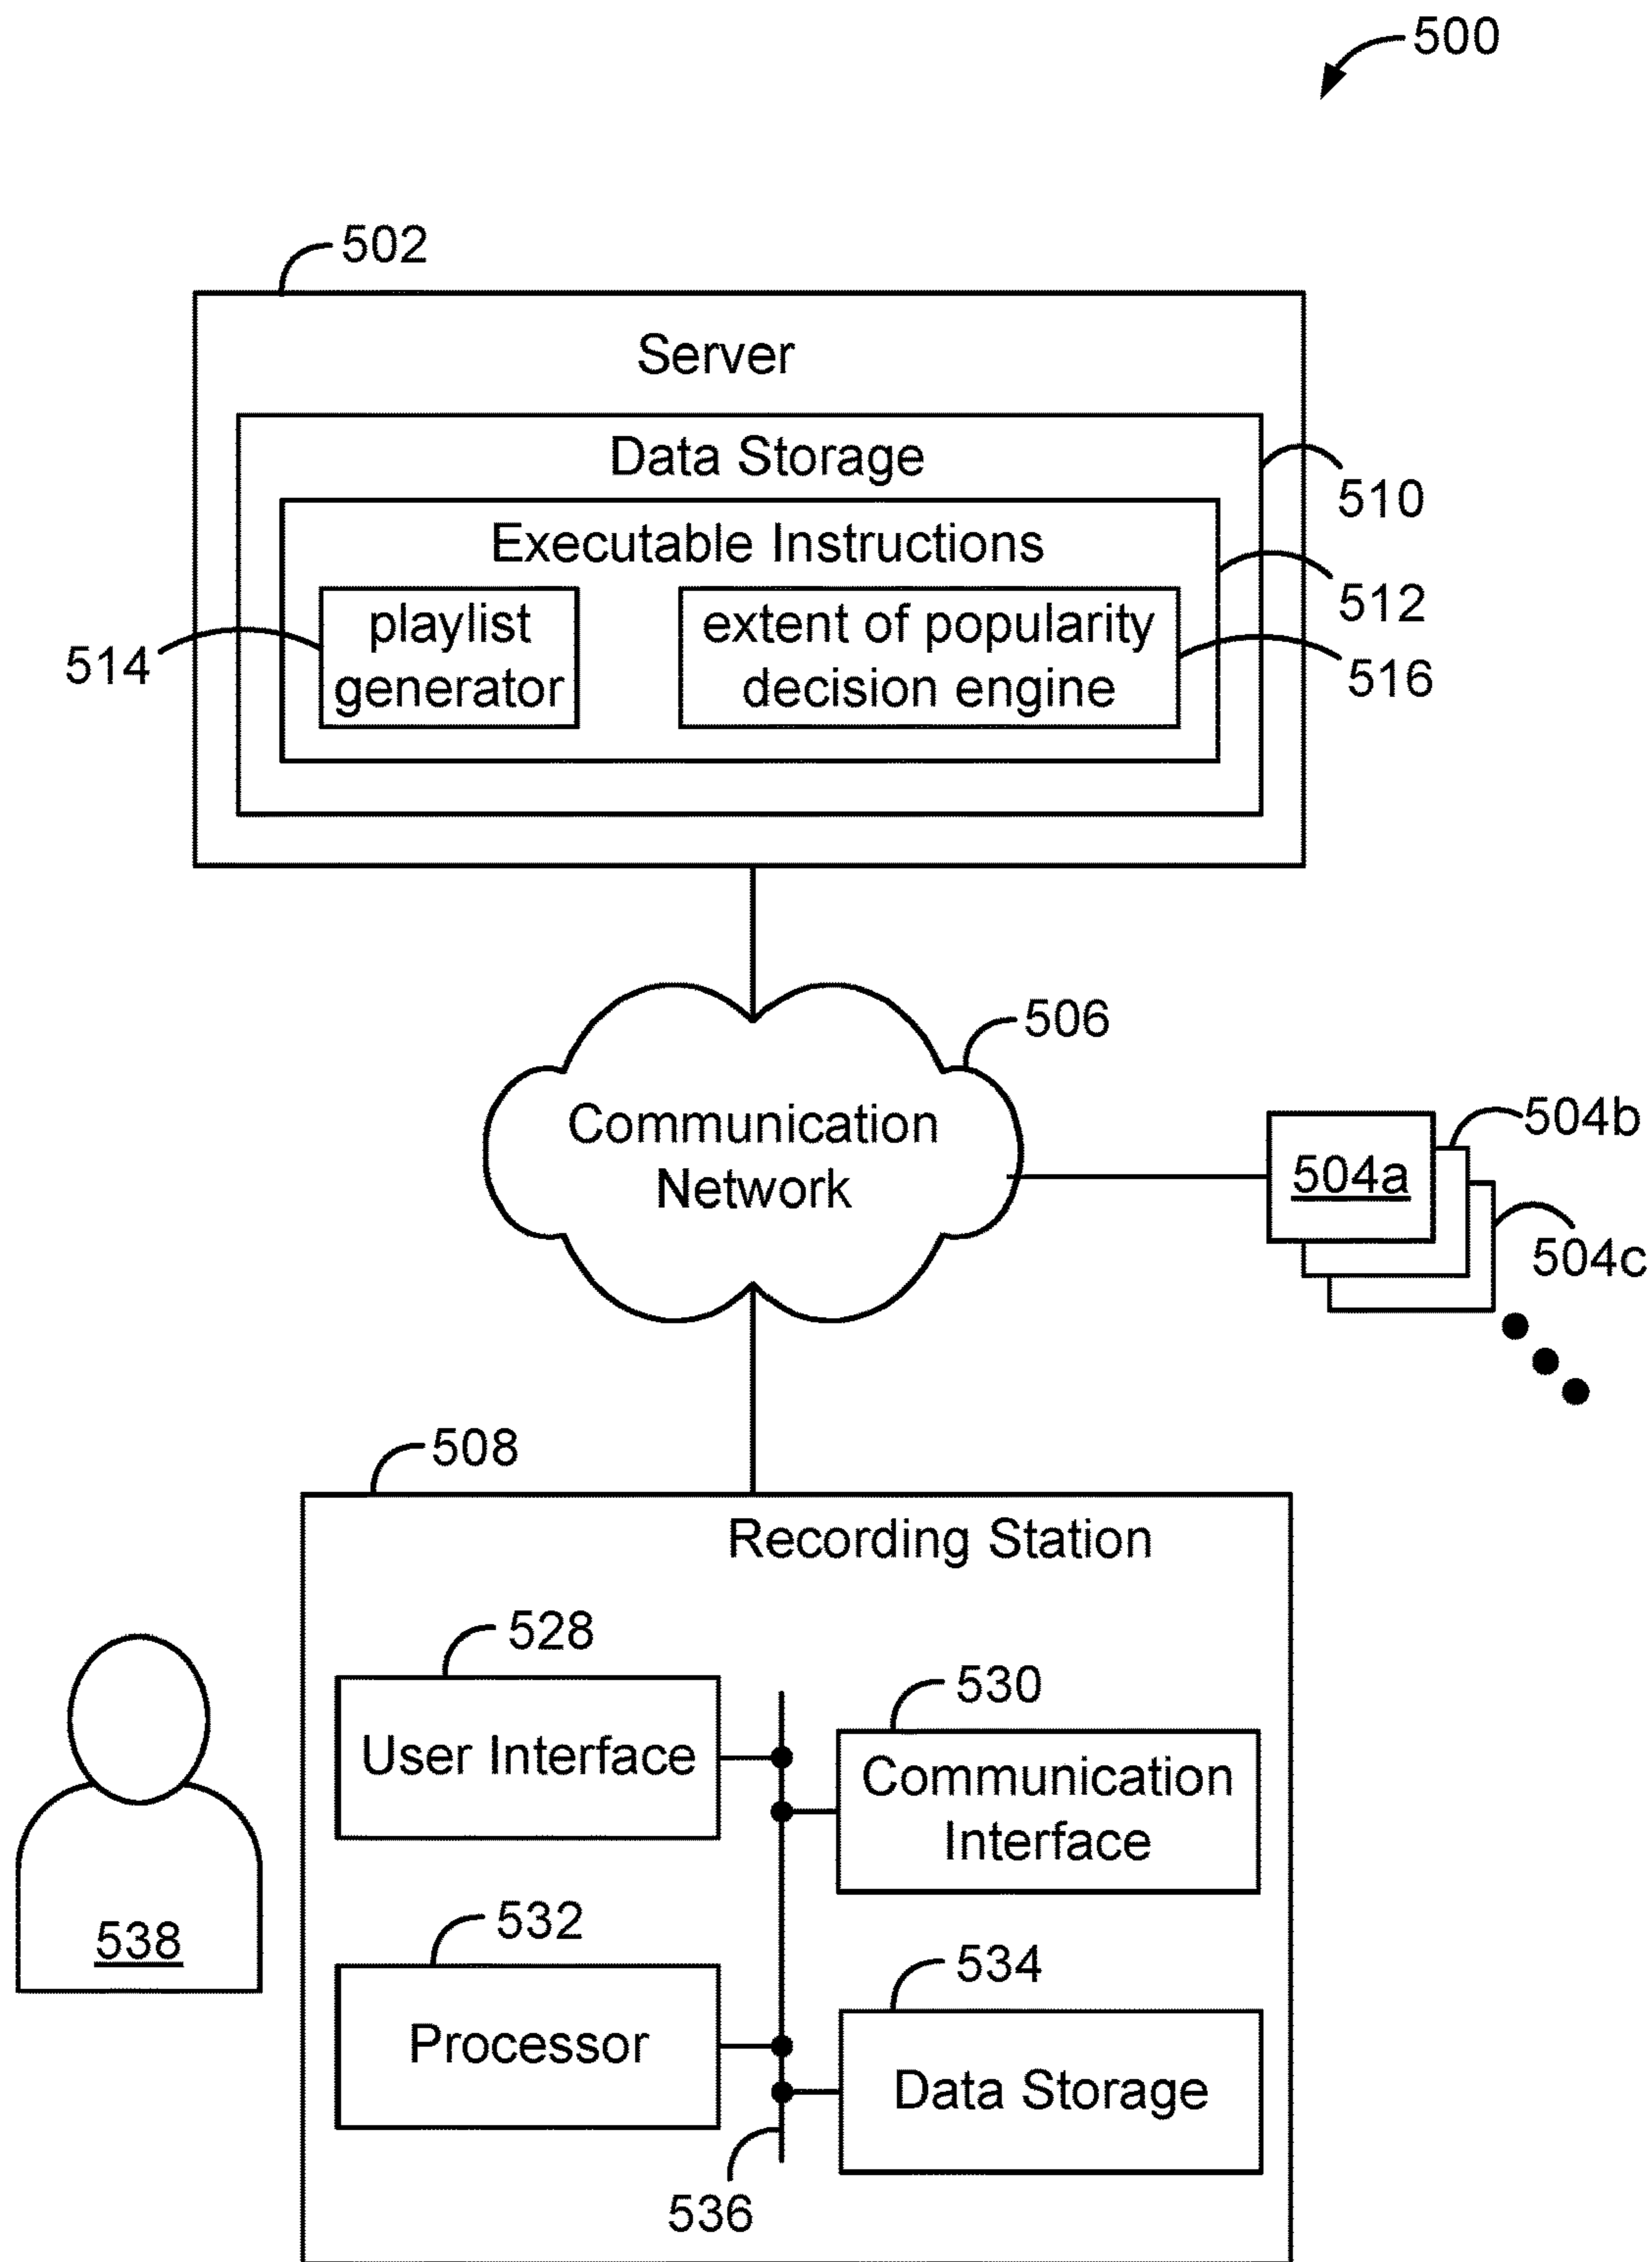 500
502
Server
Data Storage
510
Executable Instructions
512
playlist
generator
extent of popularity
decision engine
514
516
506
Communication
Network
504a
504b
504c
508
Recording Station
528
User Interface
530
Communication
Interface
532
Processor
534
Data Storage
536
538